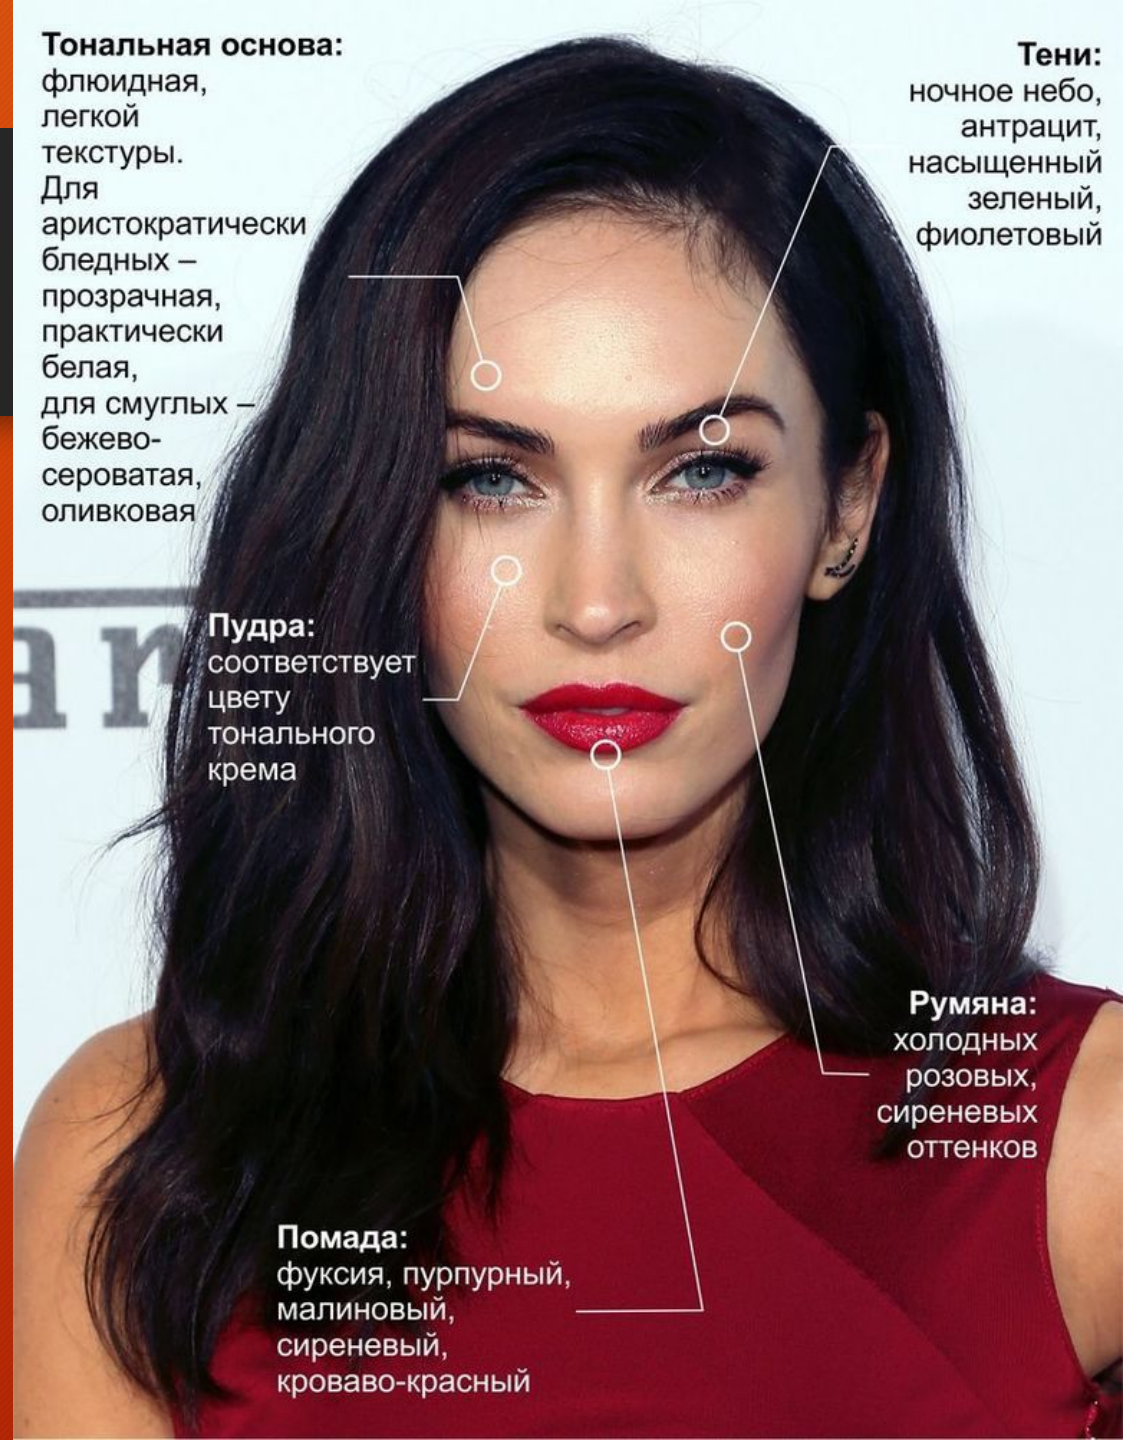 Тональная основа:
флюидная,
легкой
текстуры.
Для
аристократически
бледных –
прозрачная,
практически
белая,
для смуглых –
бежево-
сероватая,
оливковая
Тени:
ночное небо,
антрацит,
насыщенный
зеленый,
фиолетовый
ar
Пудра:
соответствует
цвету
тонального
крема
Румяна:
холодных
розовых,
сиреневых
оттенков
Помада:
фуксия, пурпурный,
малиновый,
сиреневый,
кроваво-красный